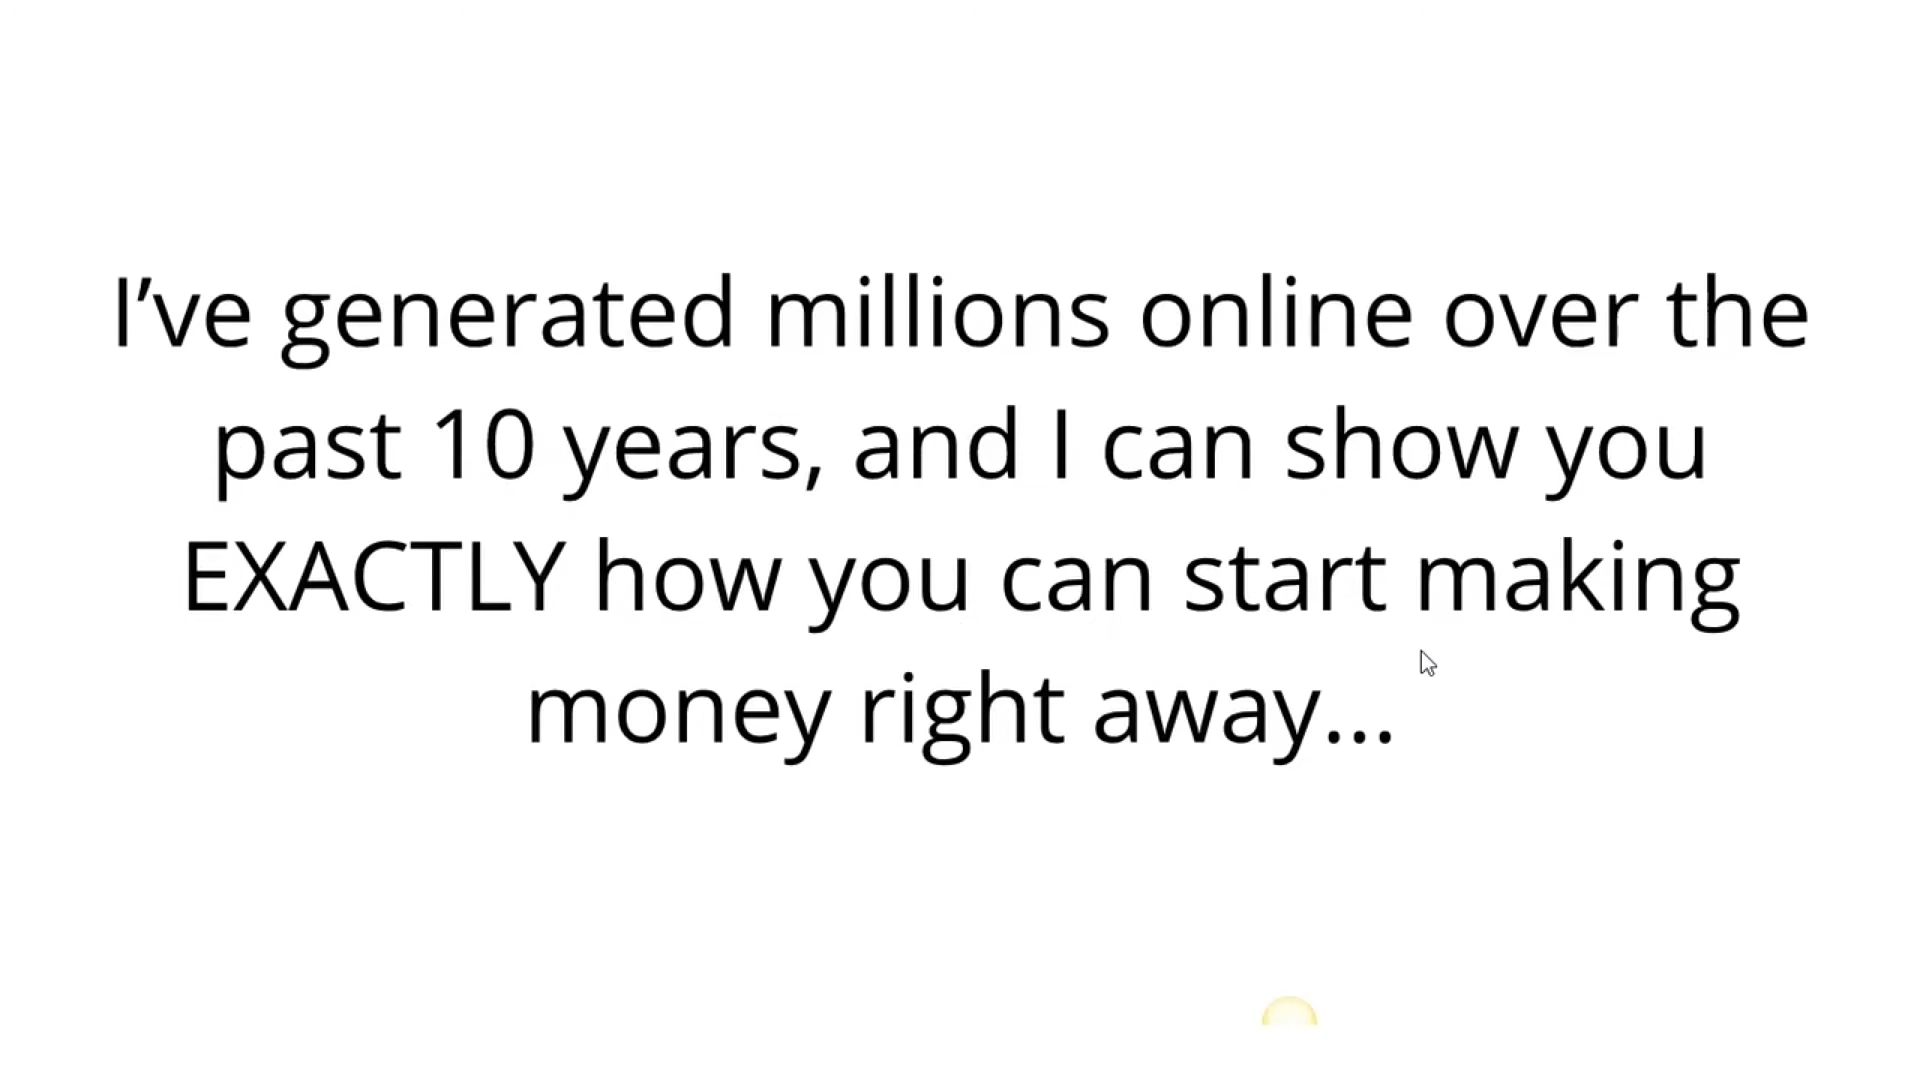 I’ve generated millions online over the
past 10 years, and I can show you
EXACTLY how you can start making
money right away...